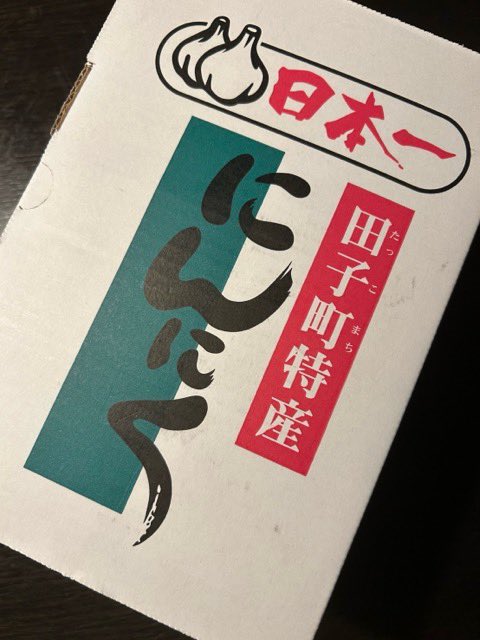 日本一
田子町特産
たっこまち
にんにく